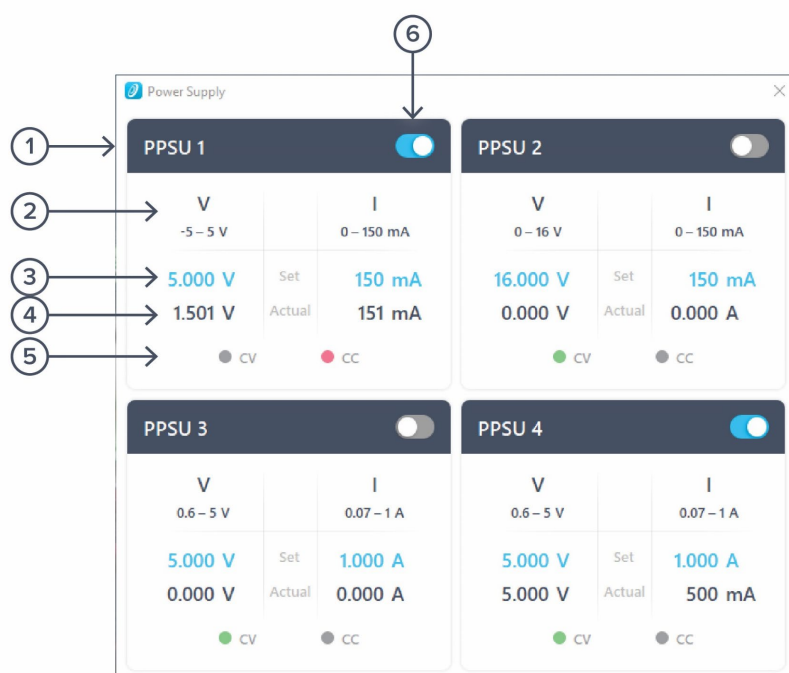 6
Power Supply
1
PPSU 1
PPSU 2
2
V I
-5 – 5 V 0 – 150 mA
V I
0 – 16 V 0 – 150 mA
3
5.000 V Set 150 mA
16.000 V Set 150 mA
4
1.501 V Actual 151 mA
0.000 V Actual 0.000 A
5
CV CC
CV CC
PPSU 3
PPSU 4
V I
0.6 – 5 V 0.07 – 1 A
V I
0.6 – 5 V 0.07 – 1 A
5.000 V Set 1.000 A
5.000 V Set 1.000 A
0.000 V Actual 0.000 A
5.000 V Actual 500 mA
CV CC
CV CC